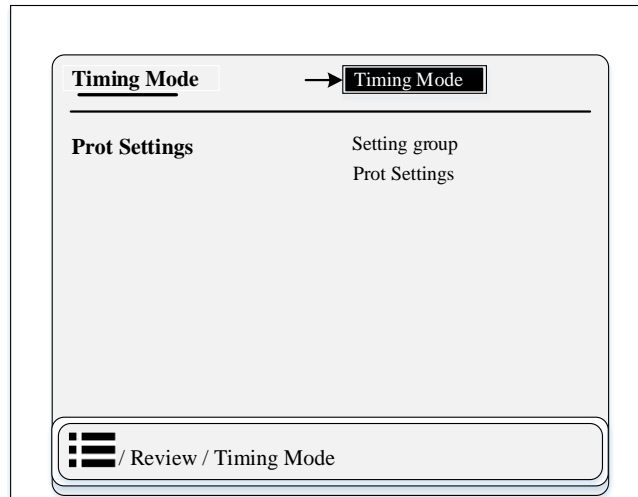 Timing Mode Timing Mode
Prot Settings Setting group
Prot Settings
/ Review / Timing Mode